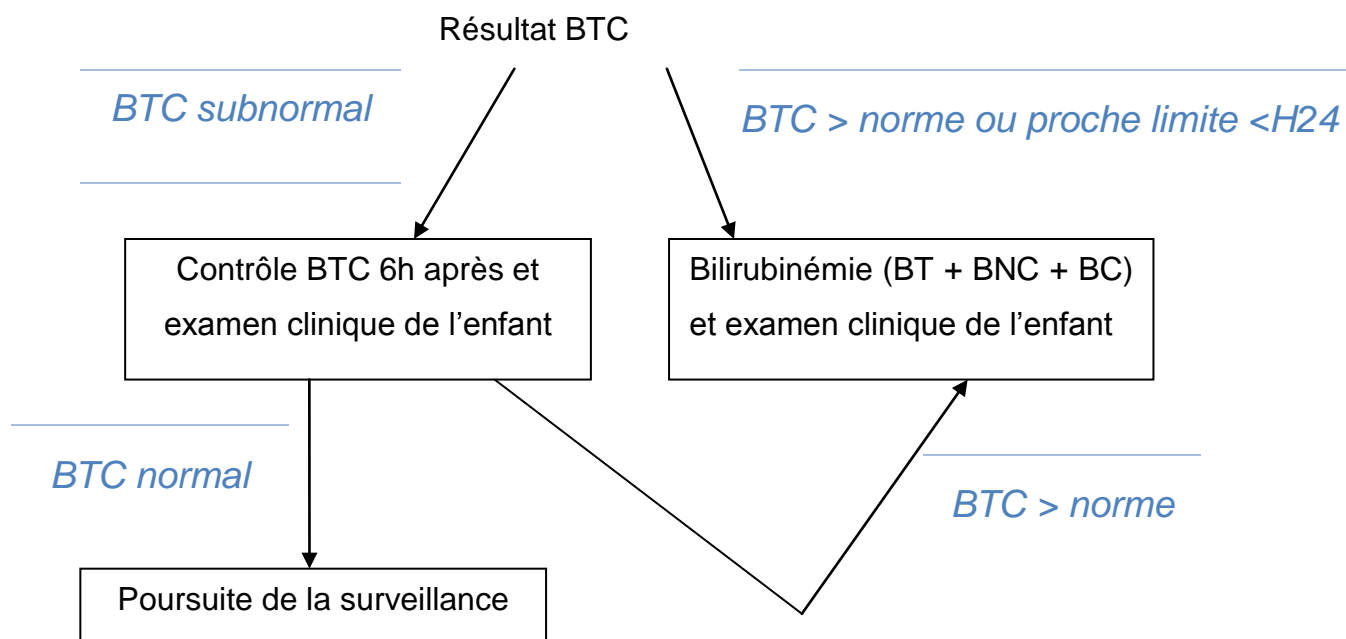 Résultat BTC
BTC subnormal
BTC > norme ou proche limite <H24
Contrôle BTC 6h après et
examen clinique de l’enfant
Bilirubinémie (BT + BNC + BC)
et examen clinique de l’enfant
BTC normal
BTC > norme
Poursuite de la surveillance